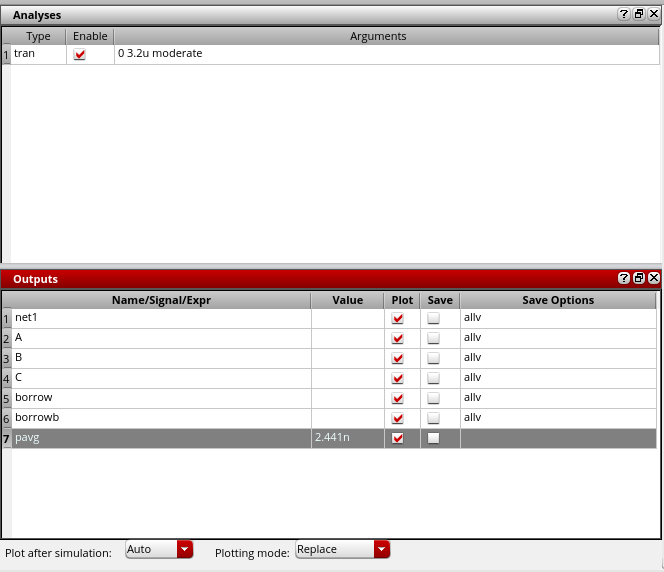 Analyses
Type Enable Arguments
1 tran 0 3.2u moderate
Outputs
Name/Signal/Expr Value Plot Save Save Options
1 net1 allv
2 A allv
3 B allv
4 C allv
5 borrow allv
6 borrowb allv
7 pavg 2.441n
Plot after simulation: Auto Plotting mode: Replace